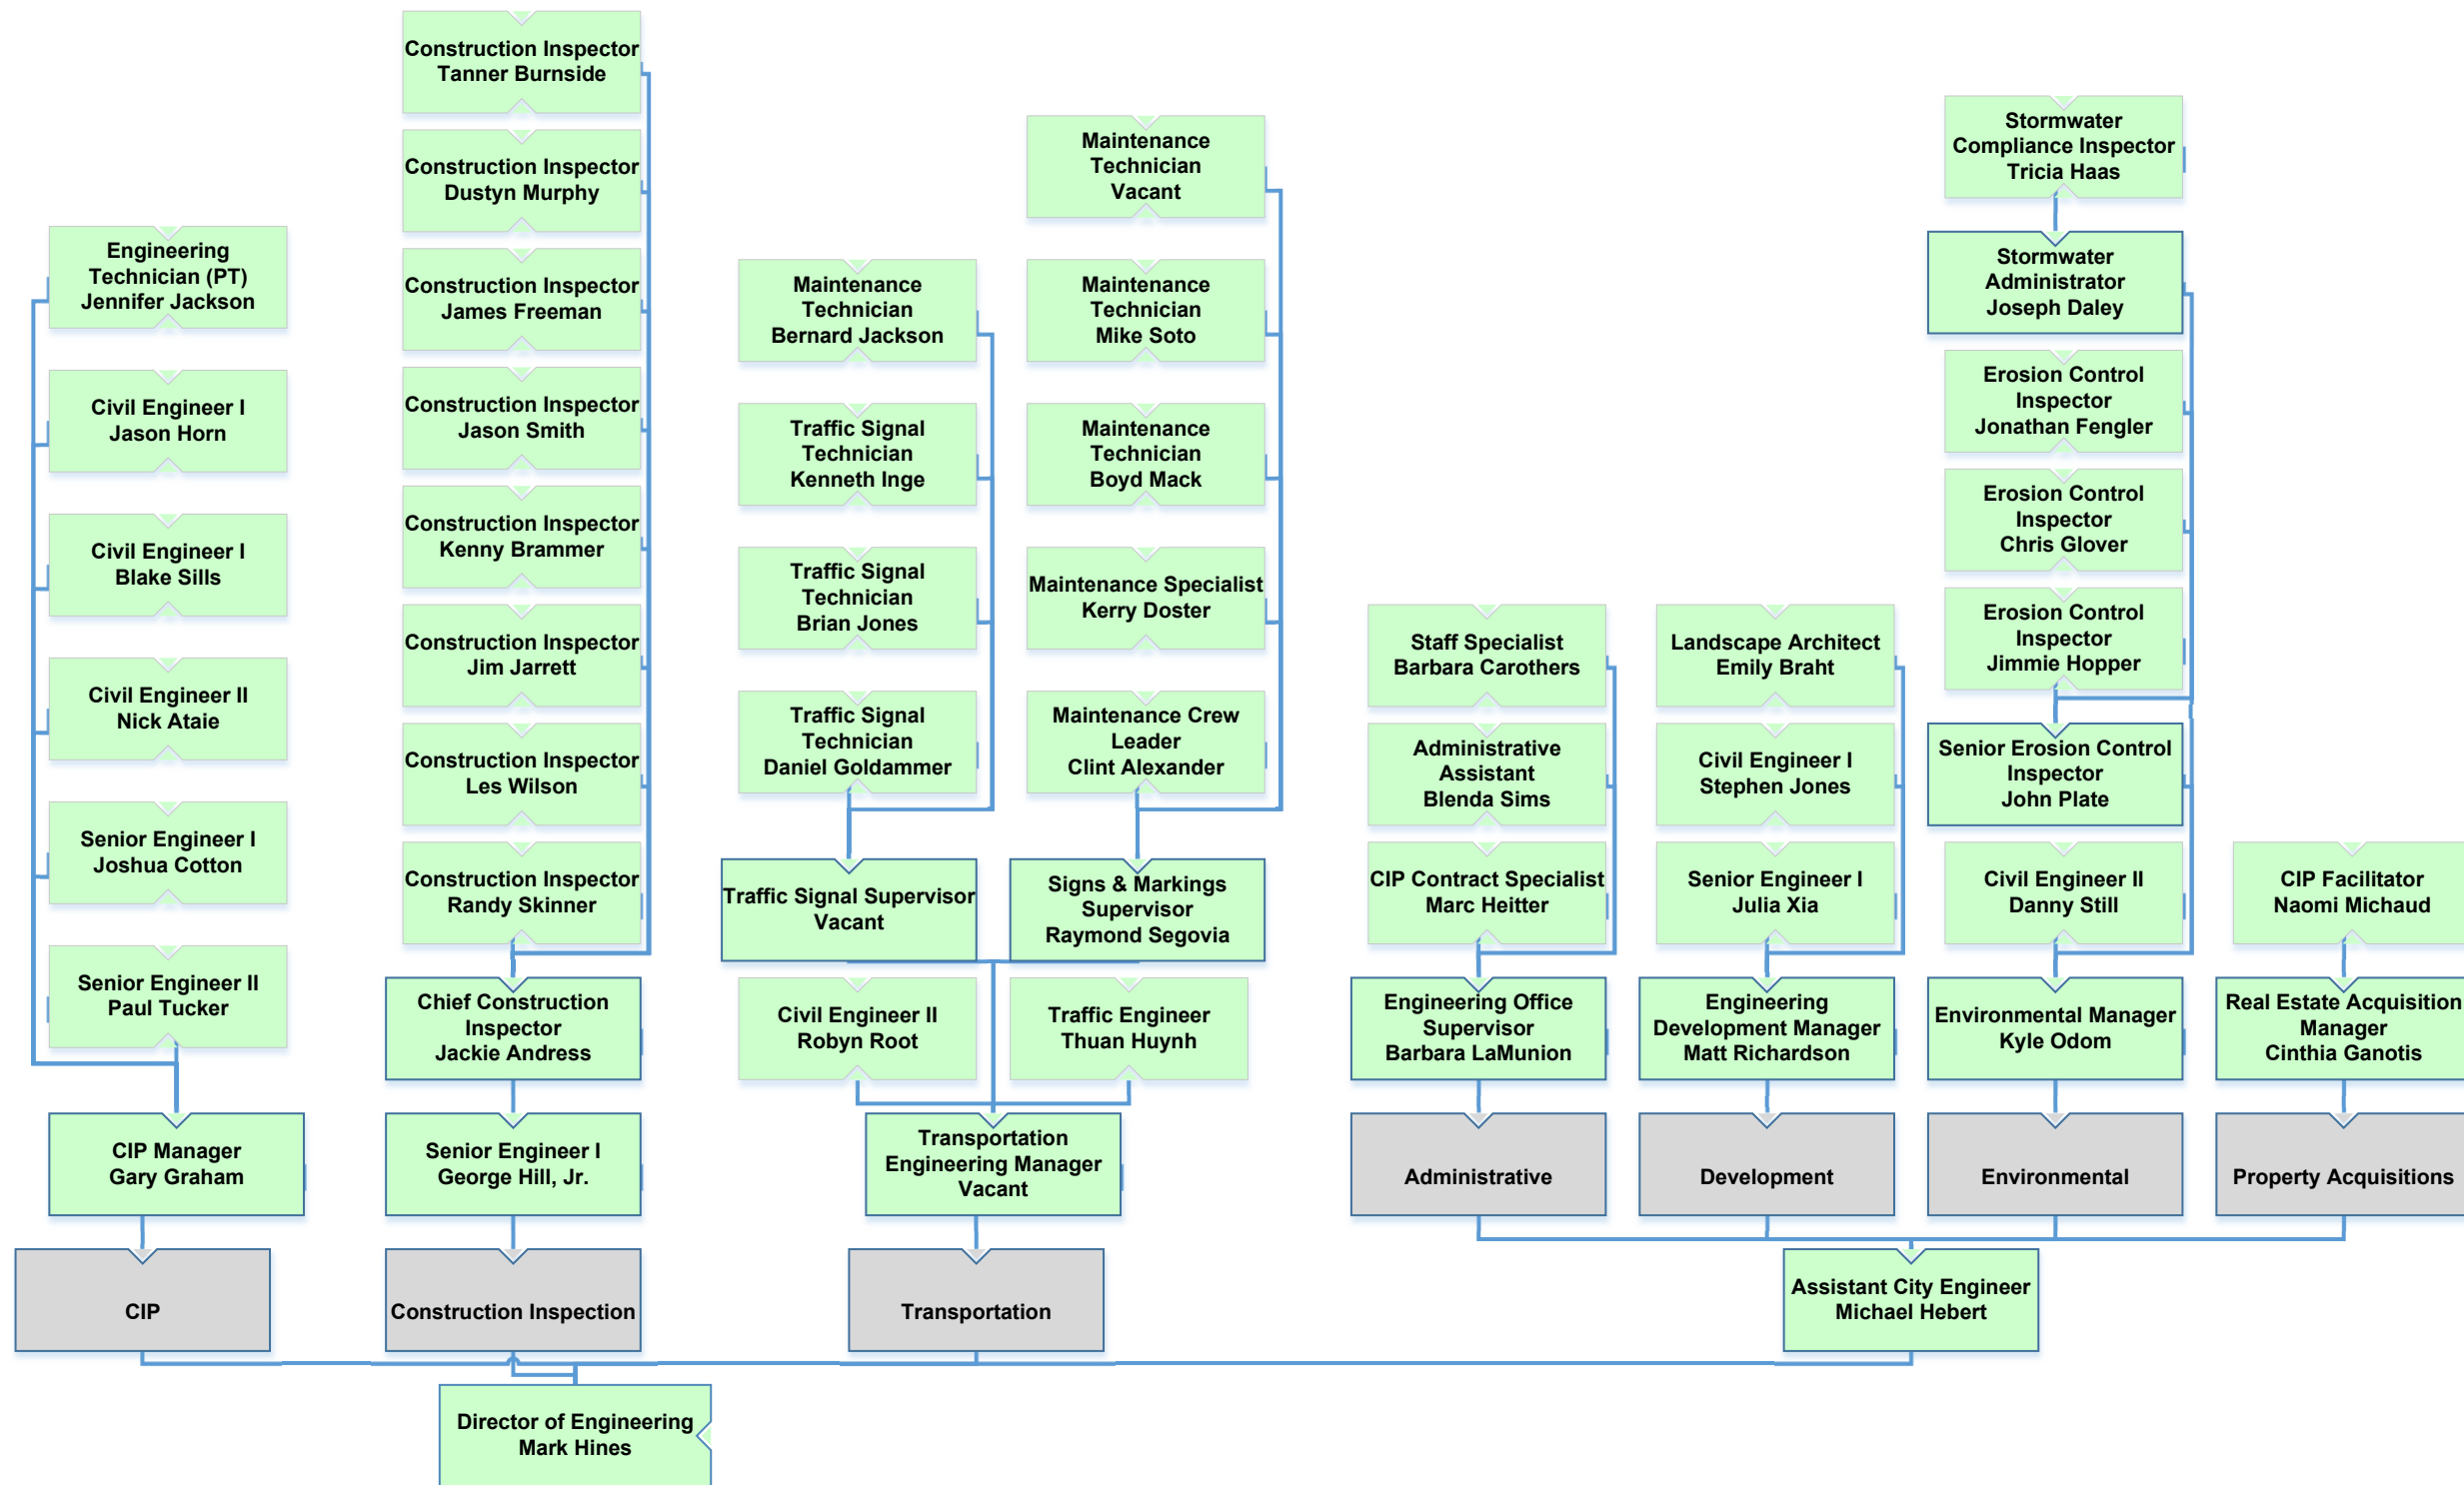 Construction Inspector
Tanner Burnside
Construction Inspector
Dustyn Murphy
Construction Inspector
James Freeman
Construction Inspector
Jason Smith
Construction Inspector
Kenny Brammer
Construction Inspector
Jim Jarrett
Construction Inspector
Les Wilson
Construction Inspector
Randy Skinner
Chief Construction
Inspector
Jackie Andress
Senior Engineer I
George Hill, Jr.
Construction Inspection
Engineering
Technician (PT)
Jennifer Jackson
Civil Engineer I
Jason Horn
Civil Engineer I
Blake Sills
Civil Engineer II
Nick Ataie
Senior Engineer I
Joshua Cotton
Senior Engineer II
Paul Tucker
CIP Manager
Gary Graham
CIP
Maintenance
Technician
Bernard Jackson
Traffic Signal
Technician
Kenneth Inge
Traffic Signal
Technician
Brian Jones
Traffic Signal
Technician
Daniel Goldammer
Traffic Signal Supervisor
Vacant
Maintenance
Technician
Vacant
Maintenance
Technician
Mike Soto
Maintenance
Technician
Boyd Mack
Maintenance Specialist
Kerry Doster
Maintenance Crew
Leader
Clint Alexander
Signs & Markings
Supervisor
Raymond Segovia
Civil Engineer II
Robyn Root
Traffic Engineer
Thuan Huynh
Transportation
Engineering Manager
Vacant
Transportation
Staff Specialist
Barbara Carothers
Administrative
Assistant
Blenda Sims
CIP Contract Specialist
Marc Heitter
Engineering Office
Supervisor
Barbara LaMunion
Administrative
Landscape Architect
Emily Braht
Civil Engineer I
Stephen Jones
Senior Engineer I
Julia Xia
Engineering
Development Manager
Matt Richardson
Development
Stormwater
Compliance Inspector
Tricia Haas
Stormwater
Administrator
Joseph Daley
Erosion Control
Inspector
Jonathan Fengler
Erosion Control
Inspector
Chris Glover
Erosion Control
Inspector
Jimmie Hopper
Senior Erosion Control
Inspector
John Plate
Civil Engineer II
Danny Still
Environmental Manager
Kyle Odom
Environmental
CIP Facilitator
Naomi Michaud
Real Estate Acquisition
Manager
Cinthia Ganotis
Property Acquisitions
Assistant City Engineer
Michael Hebert
Director of Engineering
Mark Hines